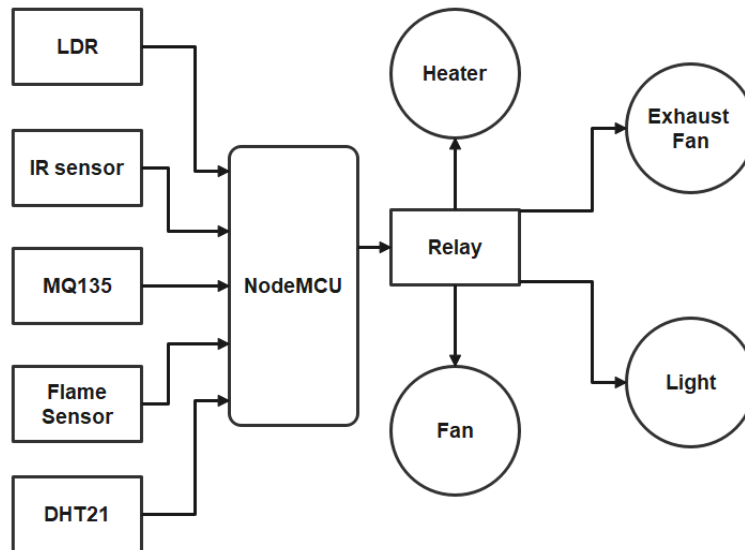 LDR
IR sensor
MQ135
Flame
Sensor
DHT21
NodeMCU
Relay
Heater
Fan
Exhaust
Fan
Light